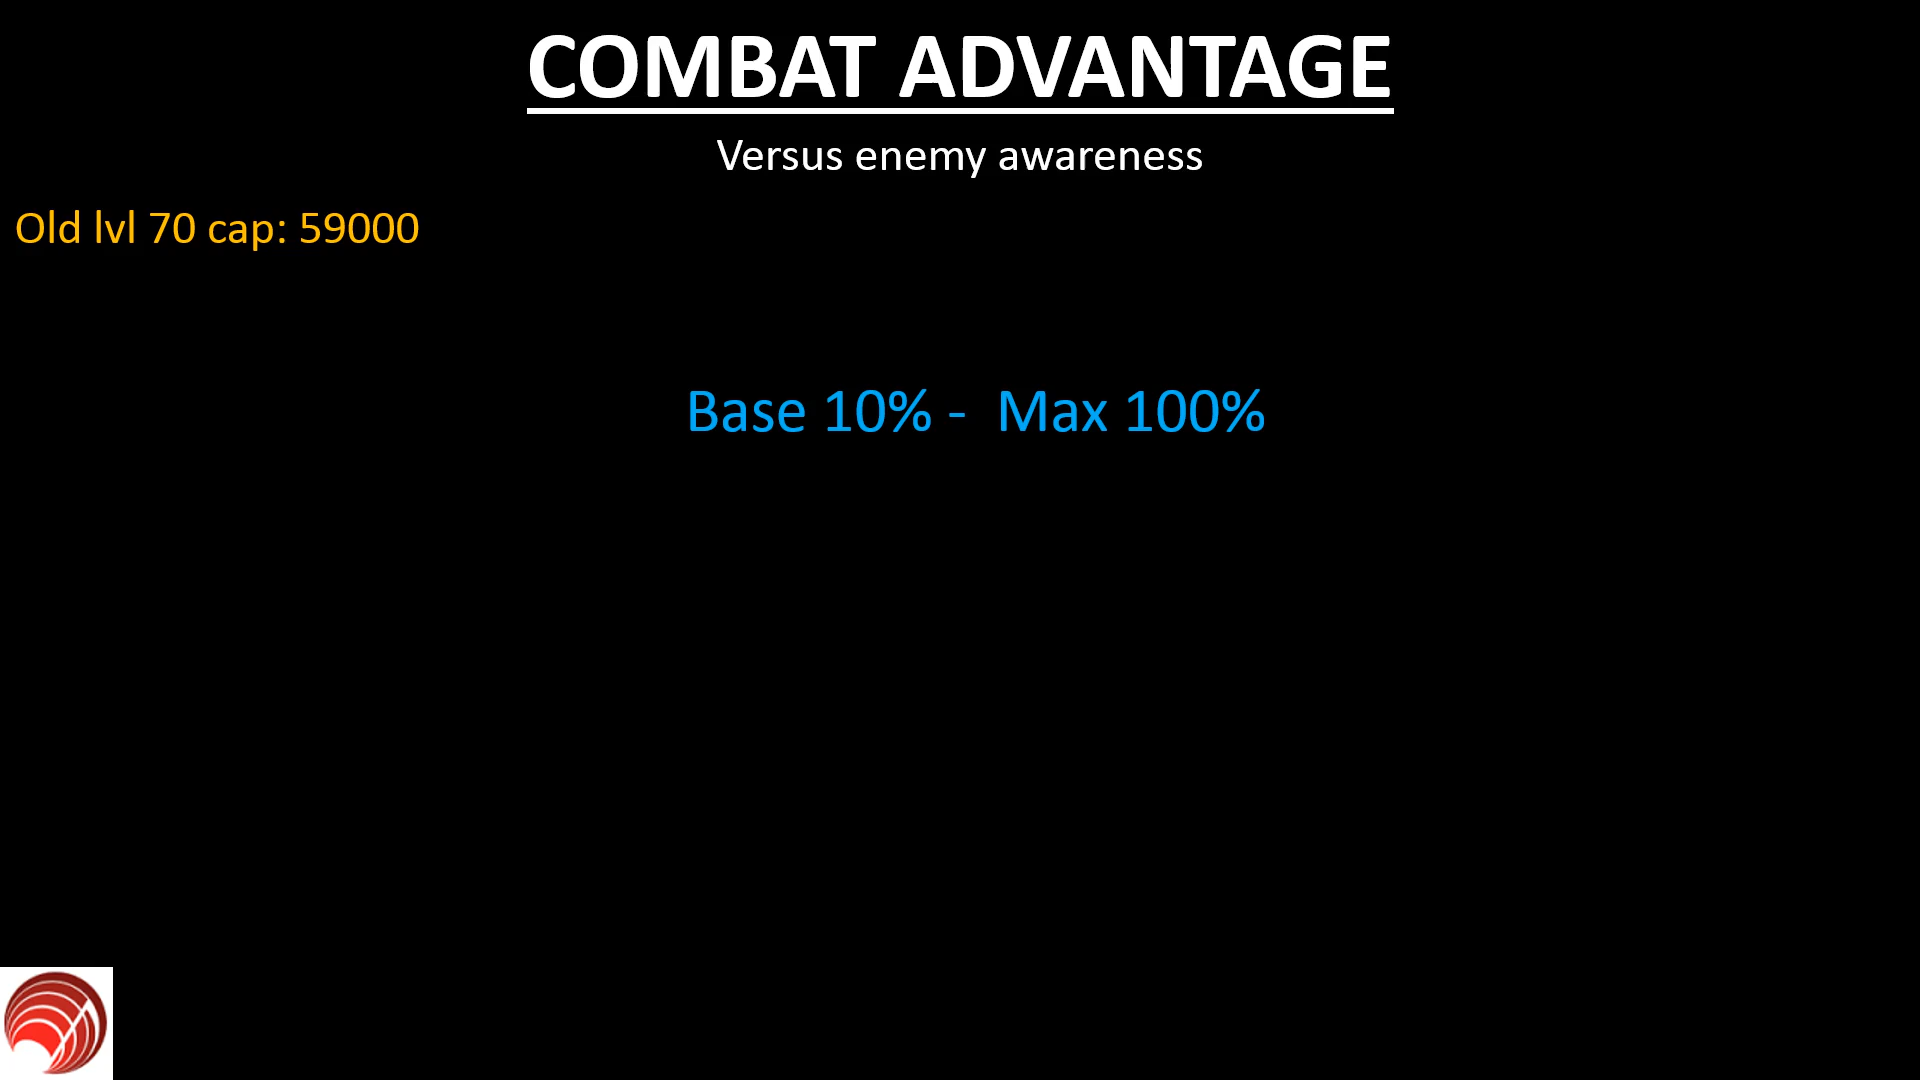 COMBAT ADVANTAGE
Versus enemy awareness
Old lvl 70 cap: 59000
Base 10% -  Max 100%